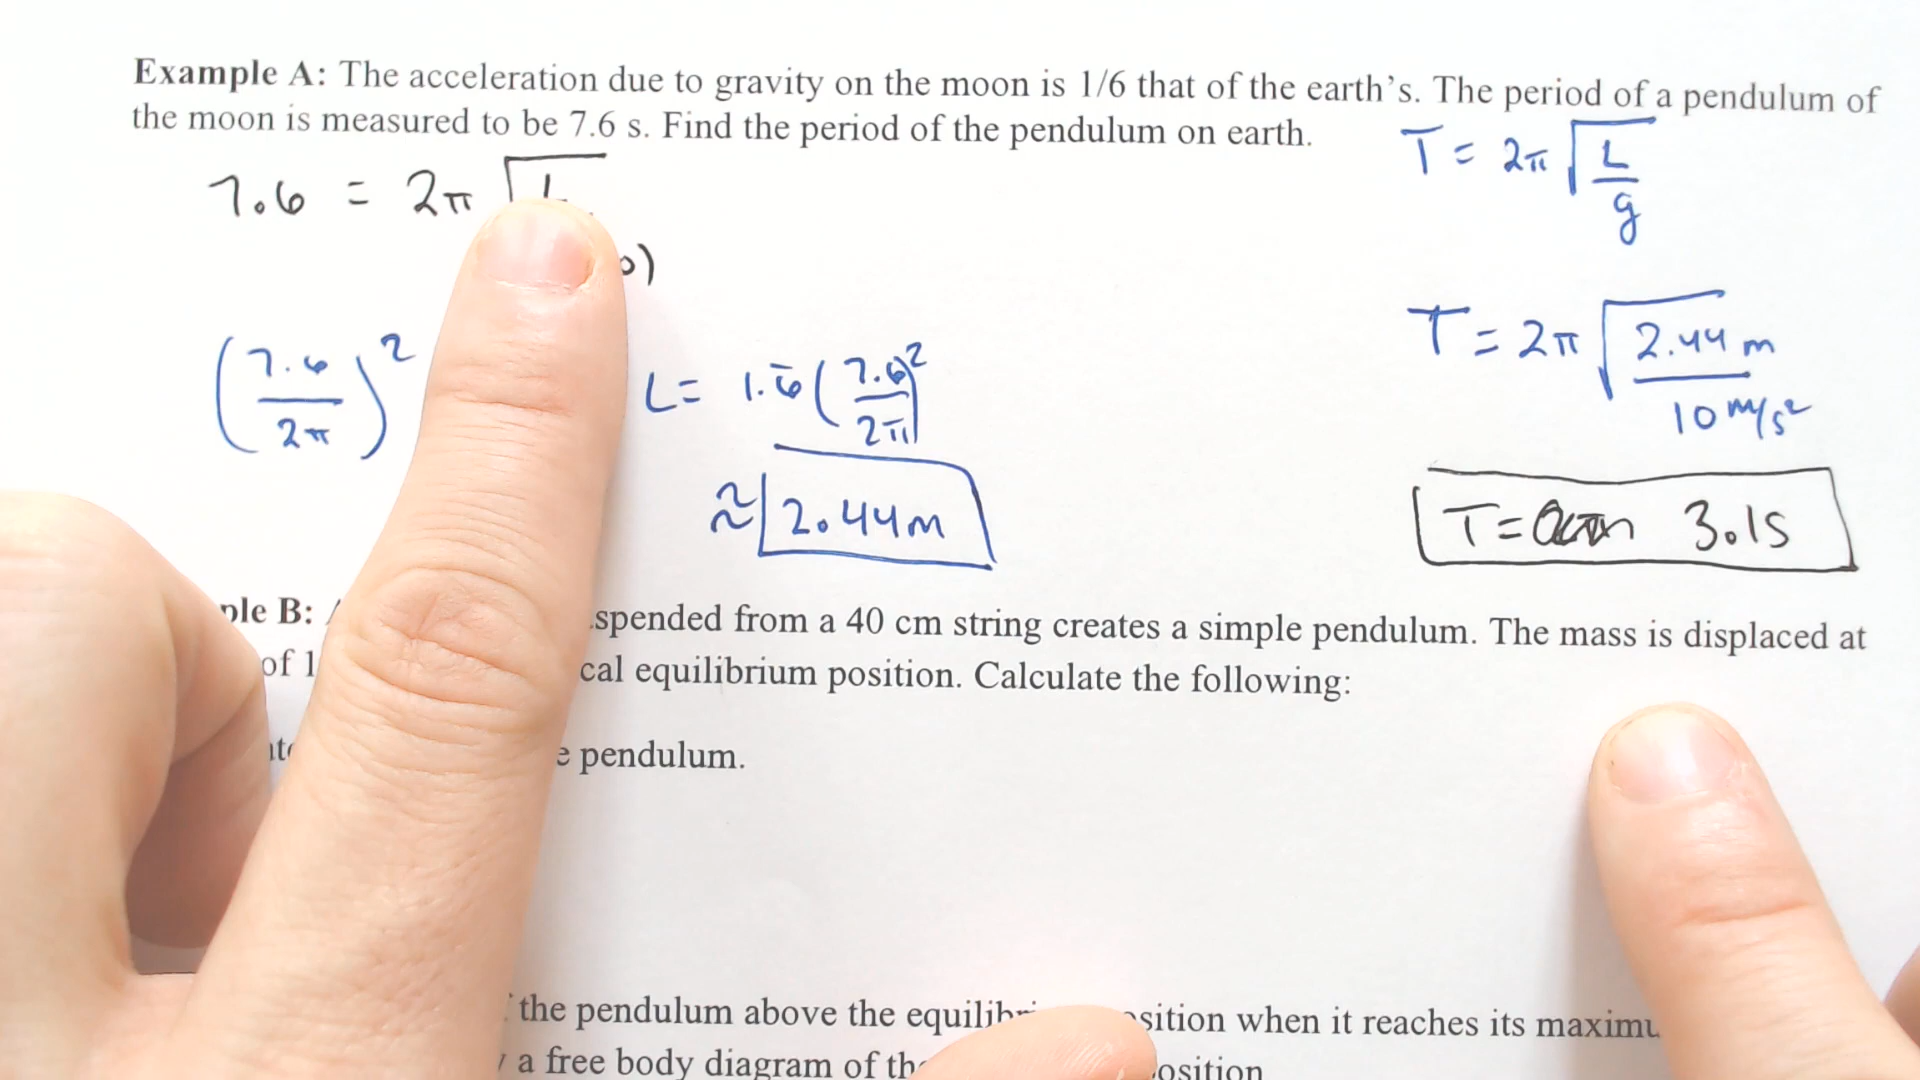 Example A: The acceleration due to gravity on the moon is 1/6 that of the earth's. The period of a pendulum of
the moon is measured to be 7.6 s. Find the period of the pendulum on earth.
7.6 = 2π √
T = 2π √(L/g)
(7.6/2π)²
L = 1.6̄ (7.6/2π)²
≈ 2.44m
T = 2π √(2.44 m/10 m/s²)
T = 3.1s
B:
spended from a 40 cm string creates a simple pendulum. The mass is displaced at
of 1 cal equilibrium position. Calculate the following:
pendulum.
the pendulum above the sition when it reaches its maximu
a free body diagram of osition